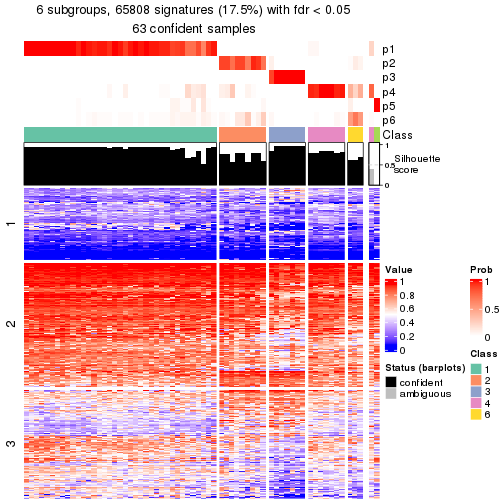 6 subgroups, 65808 signatures (17.5%) with fdr < 0.05
63 confident samples
p1
p2
p3
p4
p5
p6
Class
1
0.5
0
Silhouette
score
1
2
3
Value
1
0.8
0.6
0.4
0.2
0
Status (barplots)
confident
ambiguous
Prob
1
0.5
0
Class
1
2
3
4
6